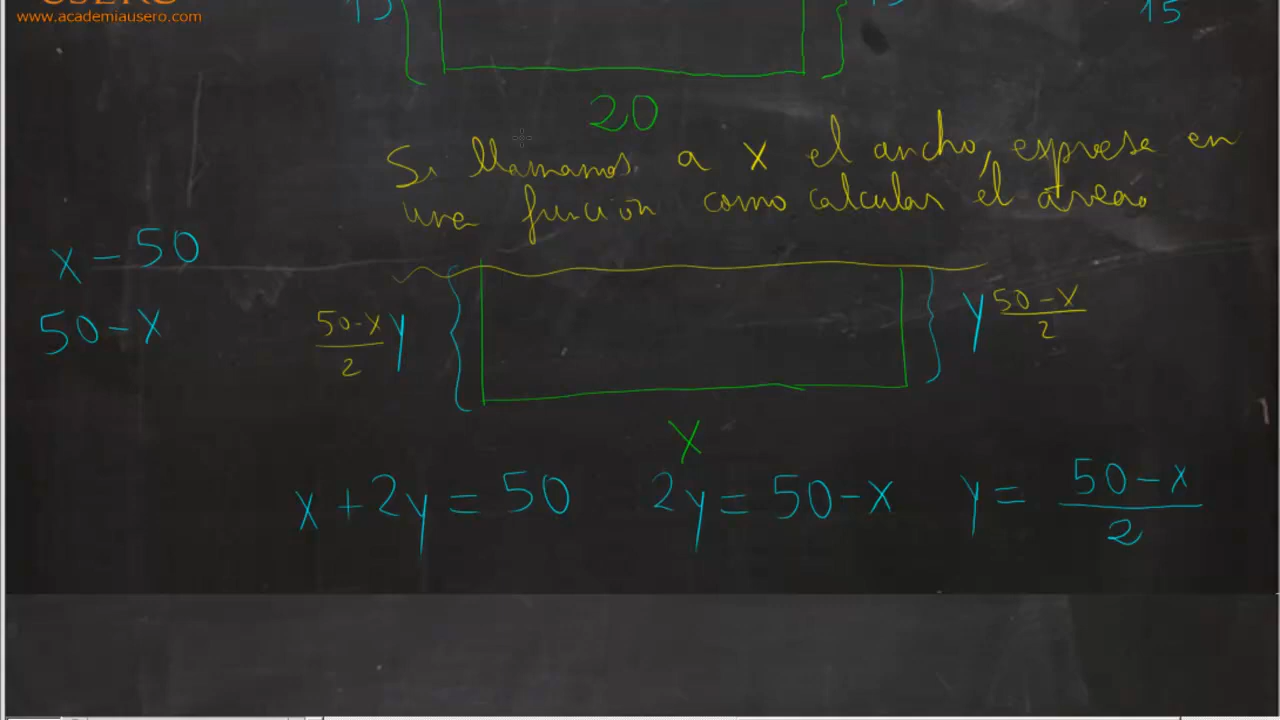 www.academiausero.com
15
15
20
Si llamamos a x el ancho, exprese en
una función como calcular el área
x - 50
50 - x
50-x/2 y
y 50-x/2
x
x + 2y = 50 2y = 50 - x y = 50 - x/2